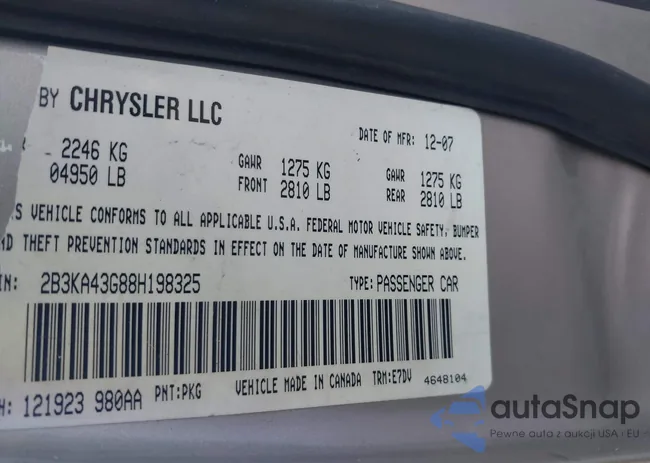 BY CHRYSLER LLC
DATE OF MFR: 12-07
2246 KG GAWR 1275 KG GAWR 1275 KG
04950 LB FRONT 2810 LB REAR 2810 LB
S VEHICLE CONFORMS TO ALL APPLICABLE U.S.A. FEDERAL MOTOR VEHICLE SAFETY, BUMPER
ND THEFT PREVENTION STANDARDS IN EFFECT ON THE DATE OF MANUFACTURE SHOWN ABOVE.
IN: 2B3KA43G88H198325 TYPE: PASSENGER CAR
H: 121923 980AA PNT:PKG VEHICLE MADE IN CANADA TRM:E7DV 4648104
autaSnap
Pewne auta z aukcji USA i EU